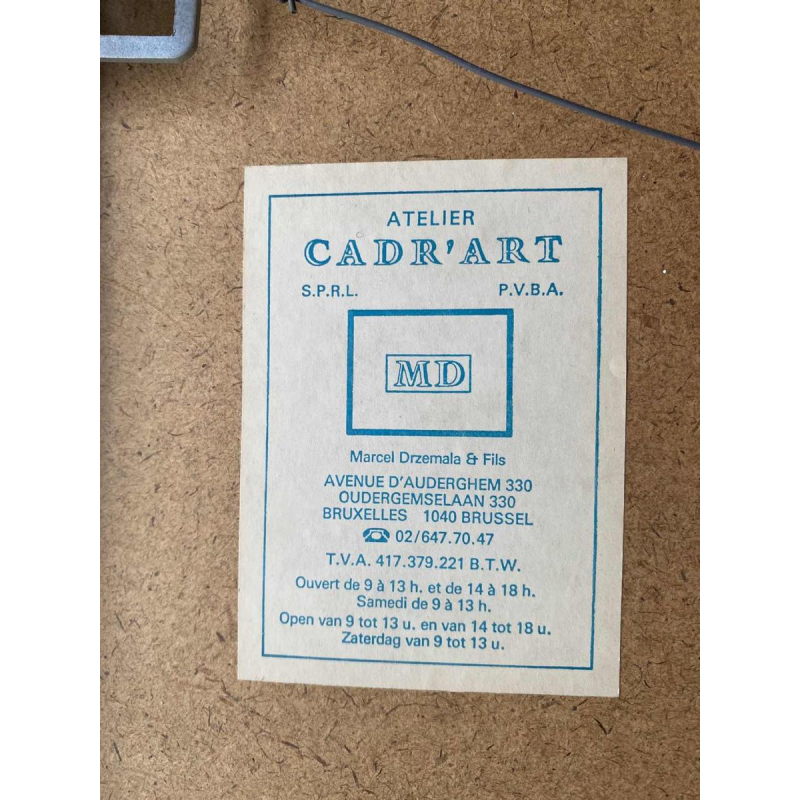 ATELIER
CADR'ART
S.P.R.L. P.V.B.A.
MD
Marcel Drzemala & Fils
AVENUE D'AUDERGHEM 330
OUDERGEMSELAAN 330
BRUXELLES 1040 BRUSSEL
☎ 02/647.70.47
T.V.A. 417.379.221 B.T.W.
Ouvert de 9 à 13 h. et de 14 à 18 h.
Samedi de 9 à 13 h.
Open van 9 tot 13 u. en van 14 tot 18 u.
Zaterdag van 9 tot 13 u.